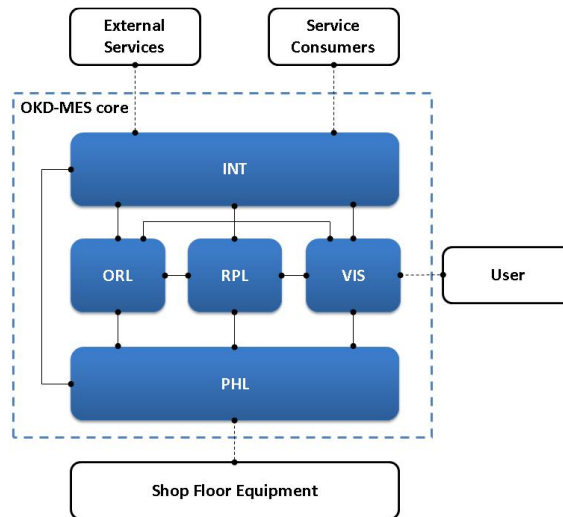 External
Services
Service
Consumers
OKD-MES core
INT
ORL
RPL
VIS
User
PHL
Shop Floor Equipment